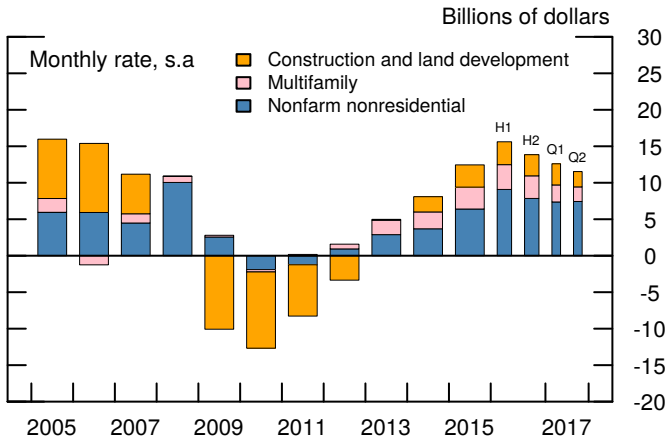 Billions of dollars
Monthly rate, s.a
Construction and land development
Multifamily
Nonfarm nonresidential
30
25
20
15
10
5
0
-5
-10
-15
-20
H1
H2
Q1
Q2
2005 2007 2009 2011 2013 2015 2017